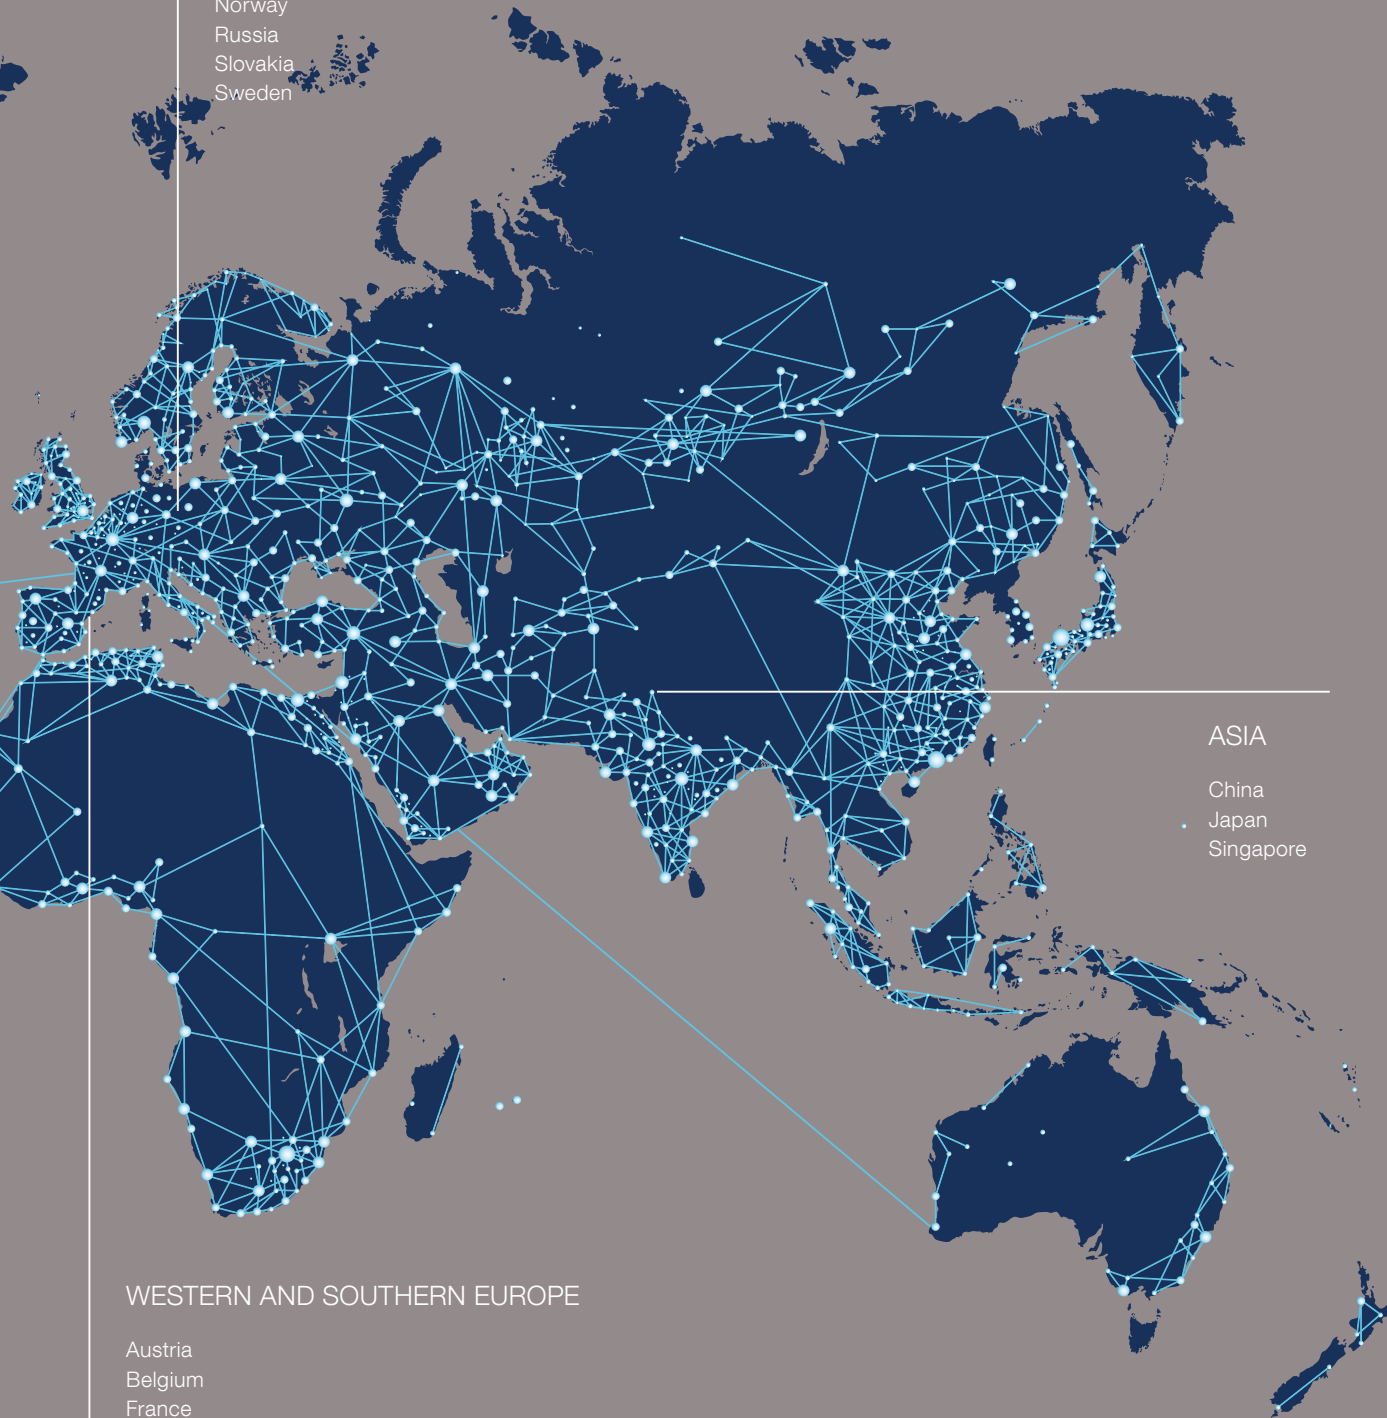 Norway
Russia
Slovakia
Sweden
ASIA
China
Japan
Singapore
WESTERN AND SOUTHERN EUROPE
Austria
Belgium
France